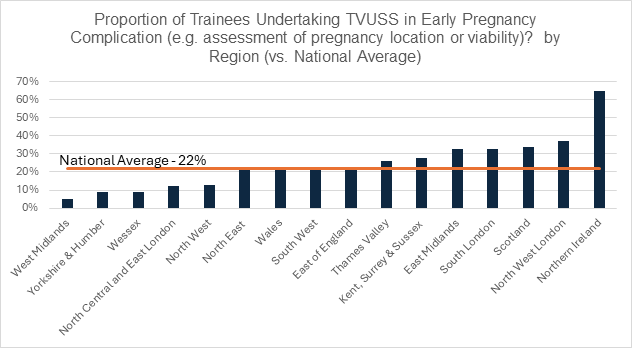 Proportion of Trainees Undertaking TVUSS in Early Pregnancy
Complication (e.g. assessment of pregnancy location or viability)? by
Region (vs. National Average)
70%
60%
50%
40%
30%
20%
10%
0%
National Average - 22%
West Midlands
Yorkshire & Humber
Wessex
North Central and East London
North West
North East
Wales
South West
East of England
Thames Valley
Kent, Surrey & Sussex
East Midlands
South London
Scotland
North West London
Northern Ireland